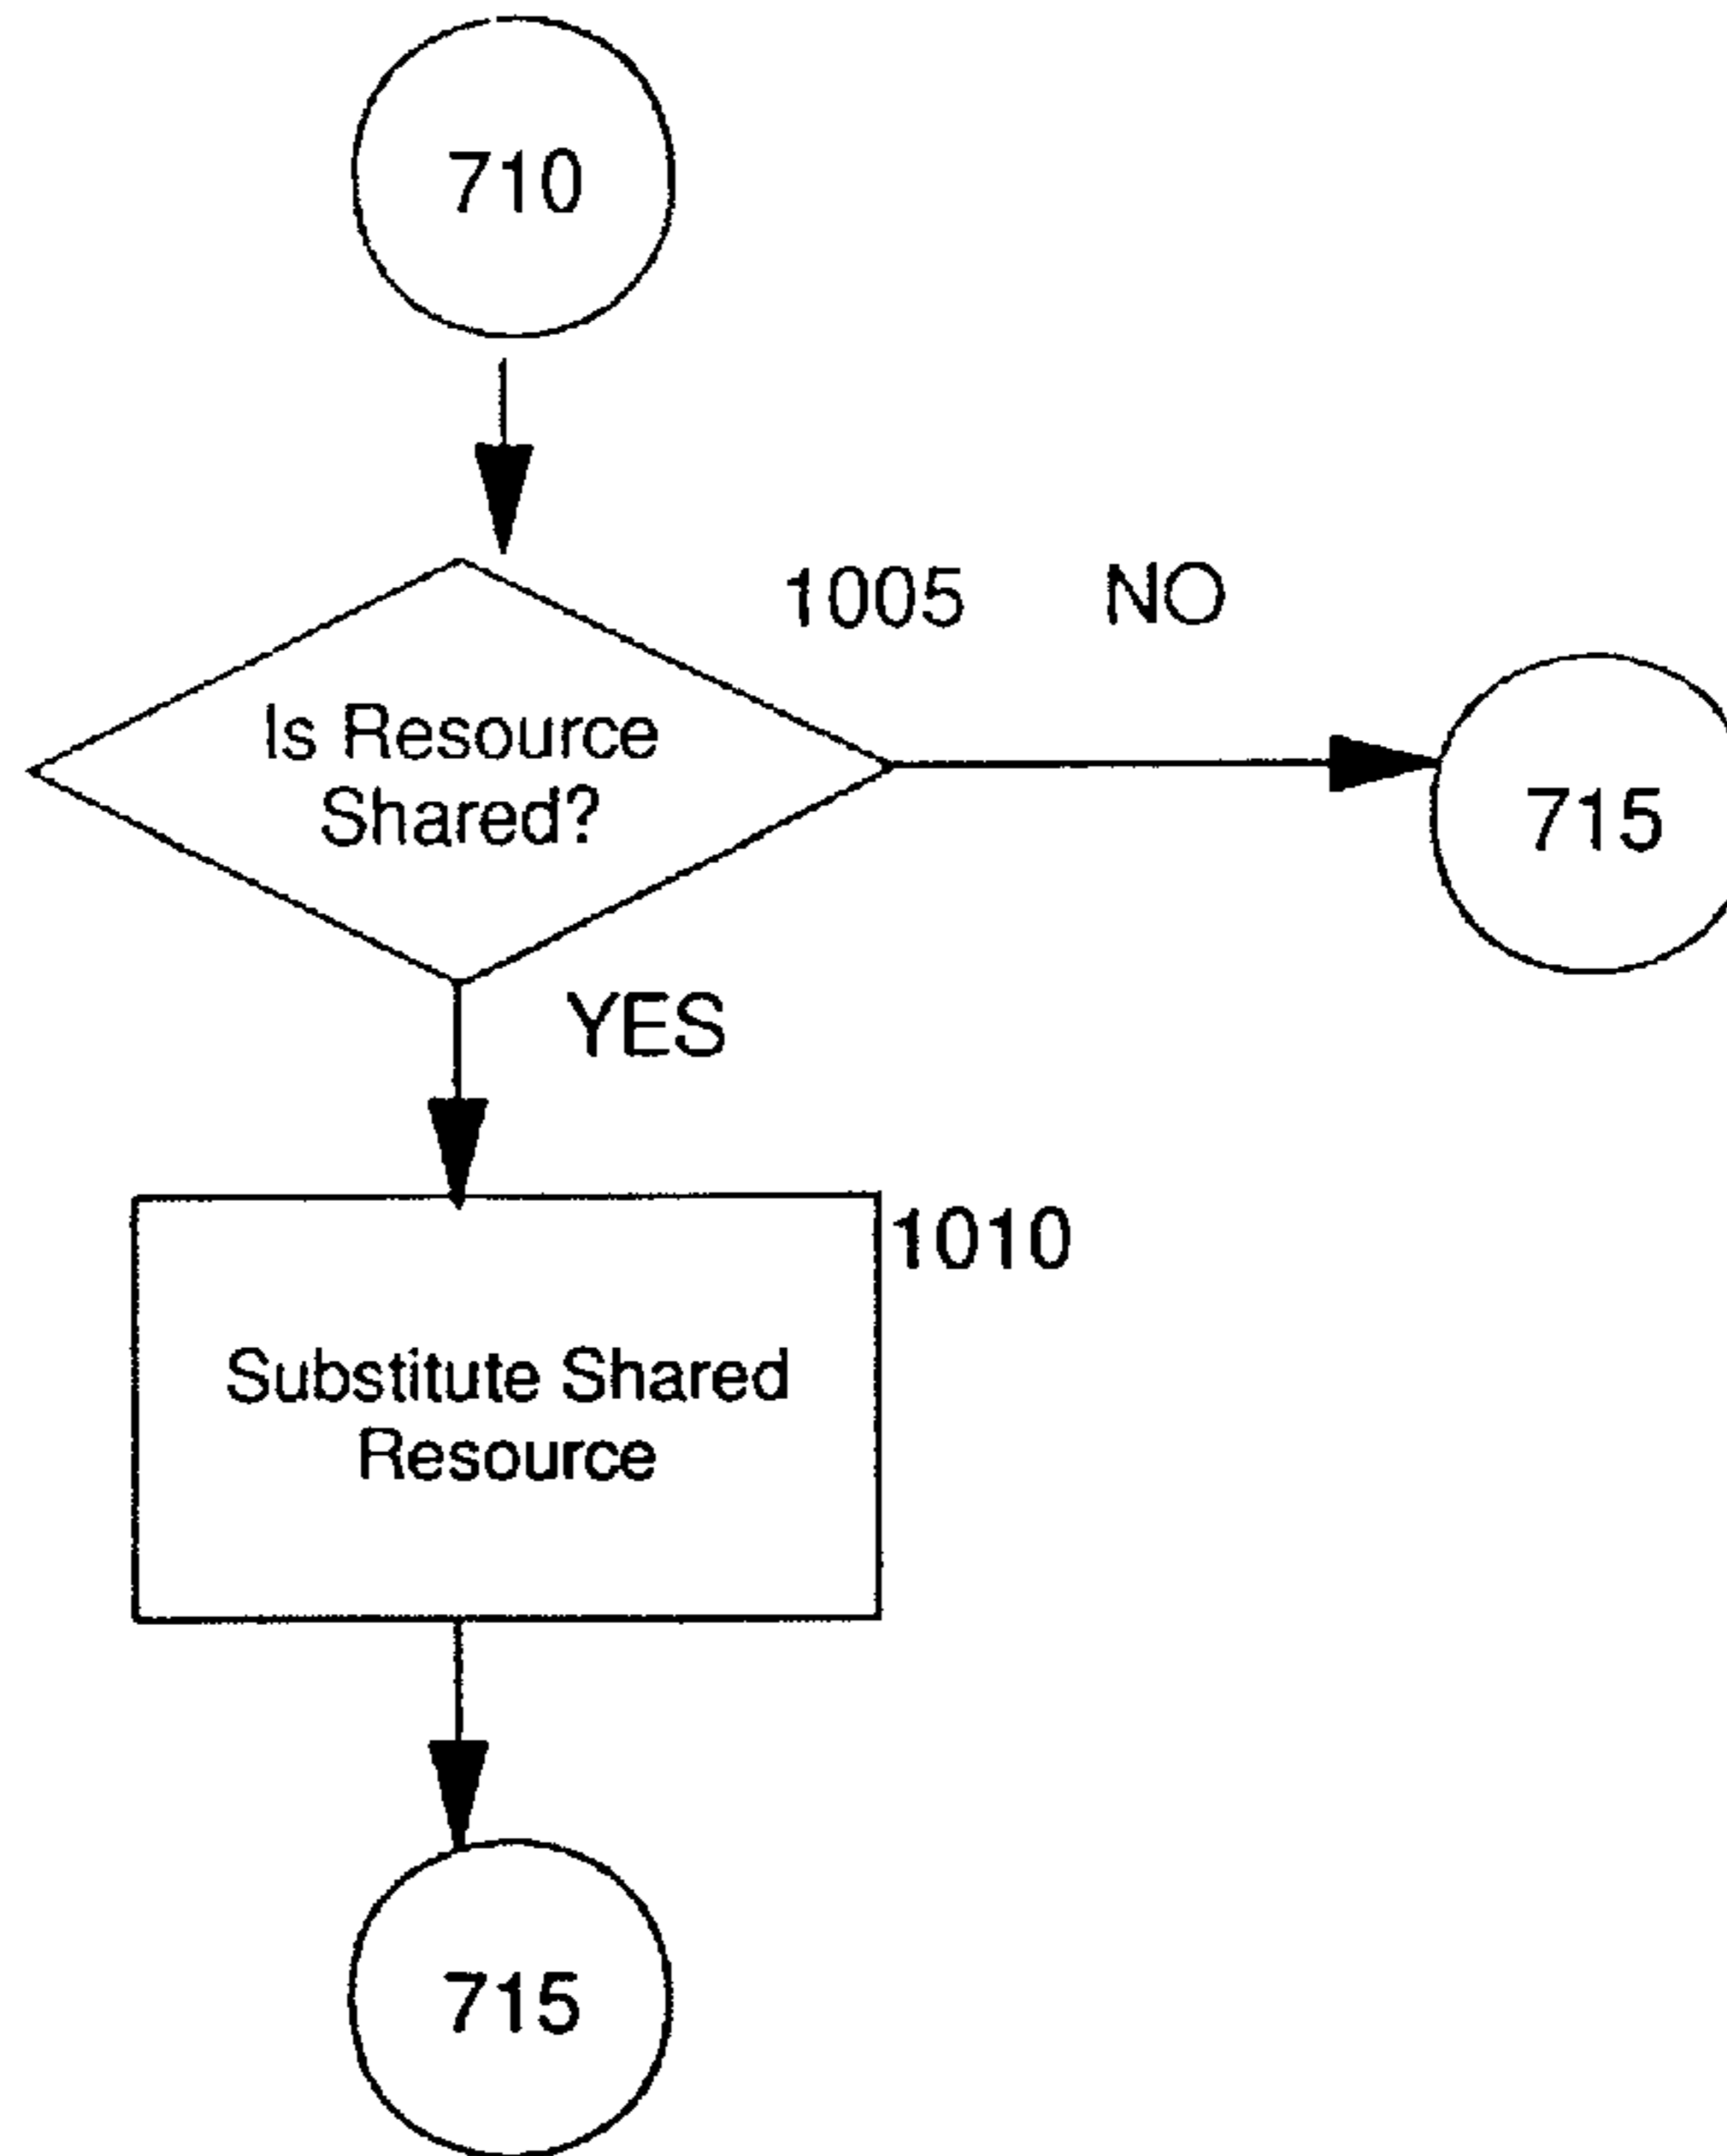 710
1005 NO
Is Resource
Shared?
715
YES
1010
Substitute Shared
Resource
715